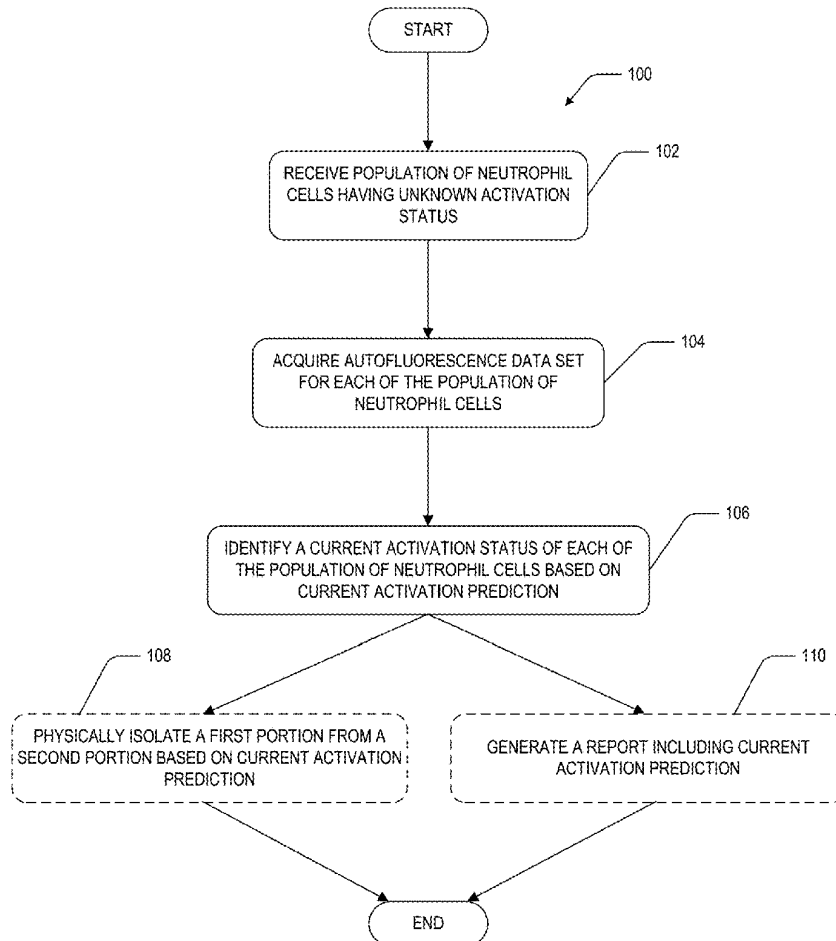 START
100
102
RECEIVE POPULATION OF NEUTROPHIL
CELLS HAVING UNKNOWN ACTIVATION
STATUS
104
ACQUIRE AUTOFLUORESCENCE DATA SET
FOR EACH OF THE POPULATION OF
NEUTROPHIL CELLS
106
IDENTIFY A CURRENT ACTIVATION STATUS OF EACH OF
THE POPULATION OF NEUTROPHIL CELLS BASED ON
CURRENT ACTIVATION PREDICTION
108
PHYSICALLY ISOLATE A FIRST PORTION FROM A
SECOND PORTION BASED ON CURRENT ACTIVATION
PREDICTION
110
GENERATE A REPORT INCLUDING CURRENT
ACTIVATION PREDICTION
END